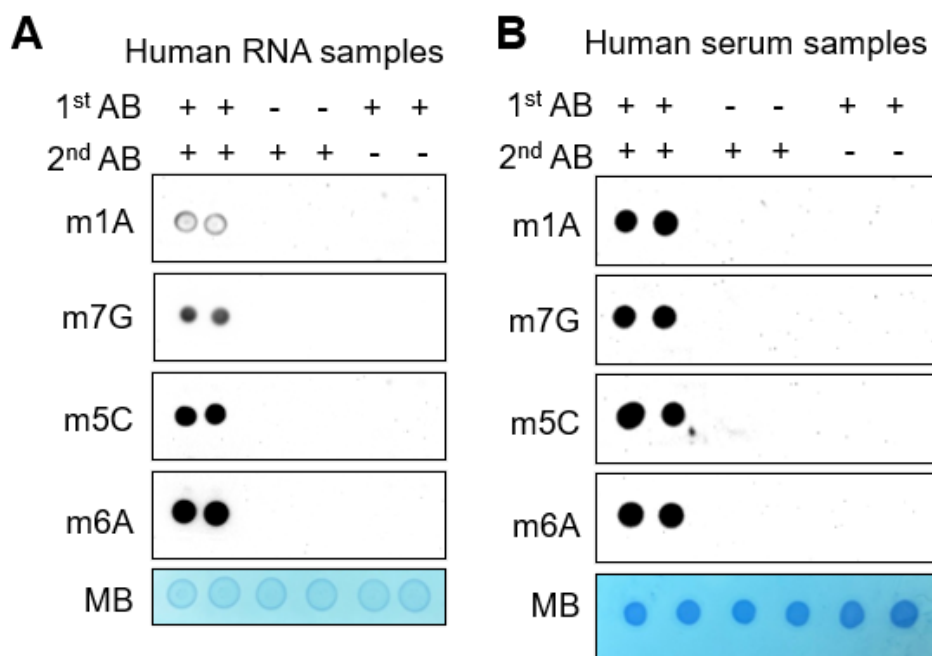 A
Human RNA samples
1st AB + + - - + +
2nd AB + + + + - -
m1A
m7G
m5C
m6A
MB
B
Human serum samples
1st AB + + - - + +
2nd AB + + + + - -
m1A
m7G
m5C
m6A
MB